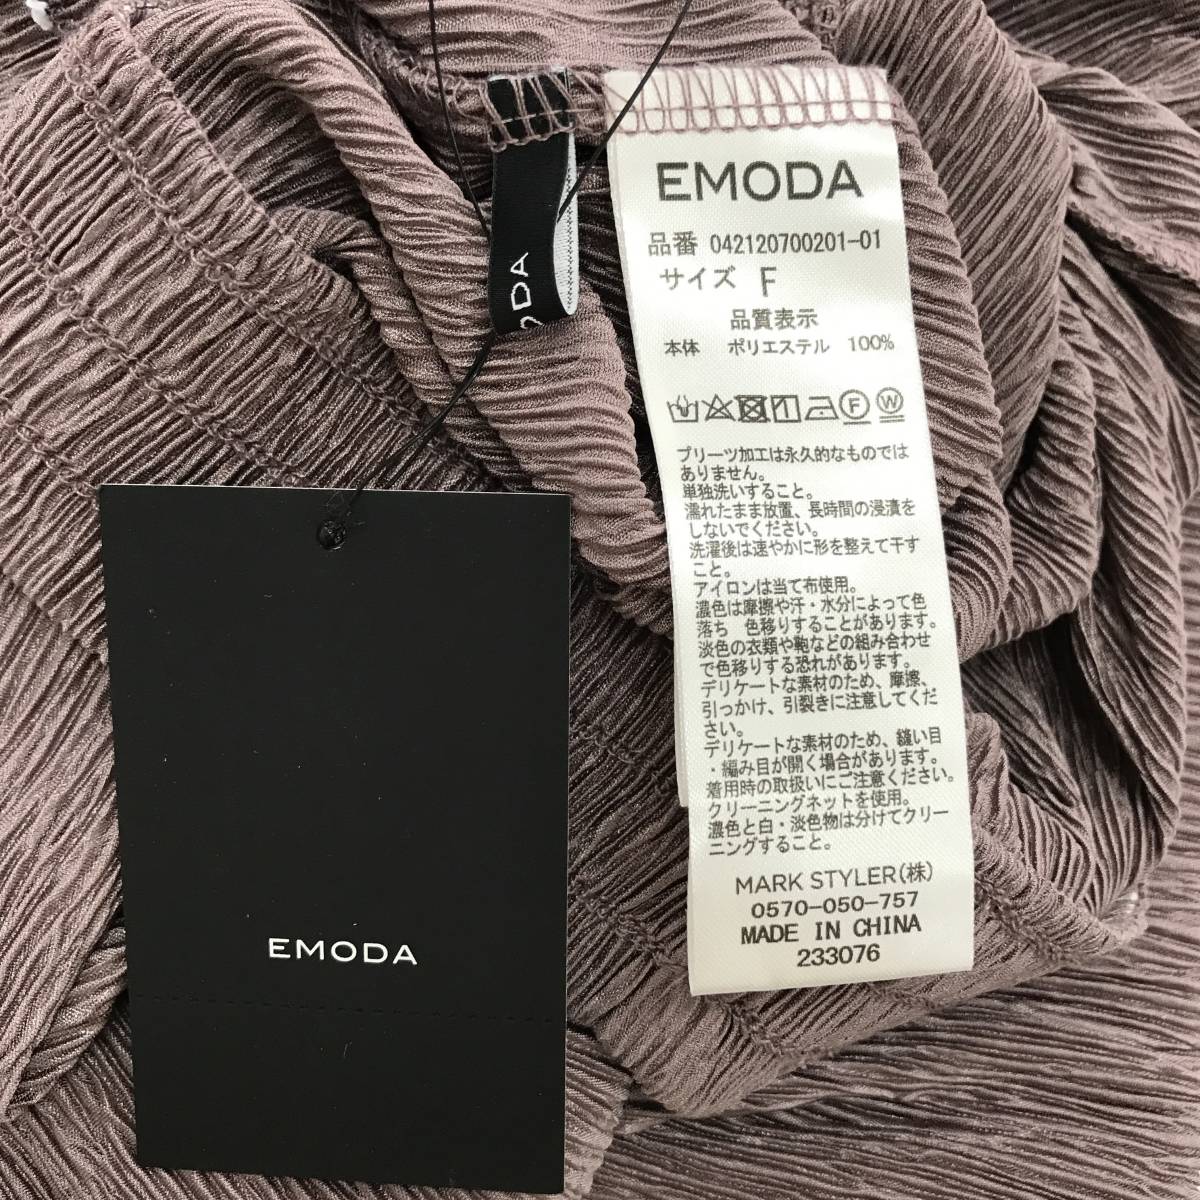 EMODA
品番 042120700201-01
サイズ F
品質表示
本体 ポリエステル 100%
F W
プリーツ加工は永久的なものでは
ありません。
単独洗いすること。
濡れたまま放置、長時間の浸漬を
しないでください。
洗濯後は速やかに形を整えて干す
こと。
アイロンは当て布使用。
濃色は摩擦や汗・水分によって色
落ち 色移りすることがあります。
淡色の衣類や鞄などの組み合わせ
で色移りする恐れがあります。
デリケートな素材のため、摩擦、
引っかけ、引裂きに注意してくだ
さい。
デリケートな素材のため、縫い目
・編み目が開く場合があります。
着用時の取扱いにご注意ください。
クリーニングネットを使用。
濃色と白・淡色物は分けてクリー
ニングすること。
MARK STYLER(株)
0570-050-757
MADE IN CHINA
233076
ODA
EMODA